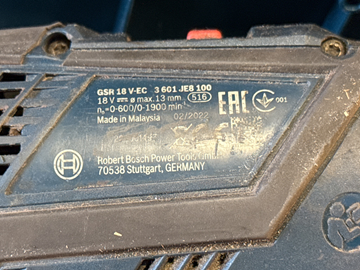 GSR 18 V-EC 3 601 JE8 100
18 V ⎓ ø max. 13 mm 516
n₀=0-600/0-1900 min⁻¹
EAC
001
Made in Malaysia 02/2022
BOSCH
Robert Bosch Power Tools GmbH
70538 Stuttgart, GERMANY